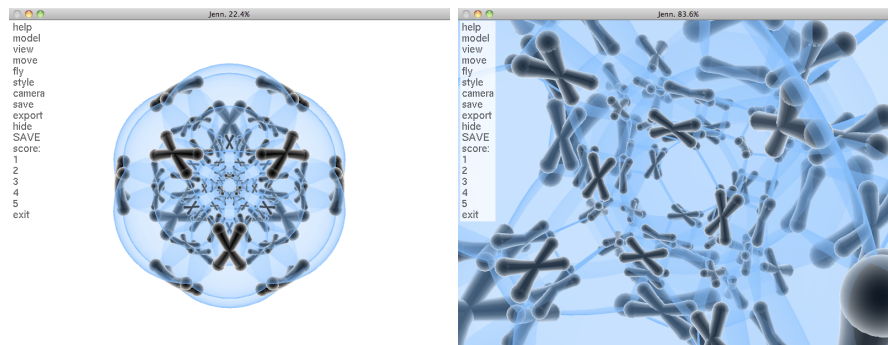 Jenn, 22.4%
help
model
view
move
fly
style
camera
save
export
hide
SAVE
score:
1
2
3
4
5
exit
Jenn, 83.6%
help
model
view
move
fly
style
camera
save
export
hide
SAVE
score:
1
2
3
4
5
exit